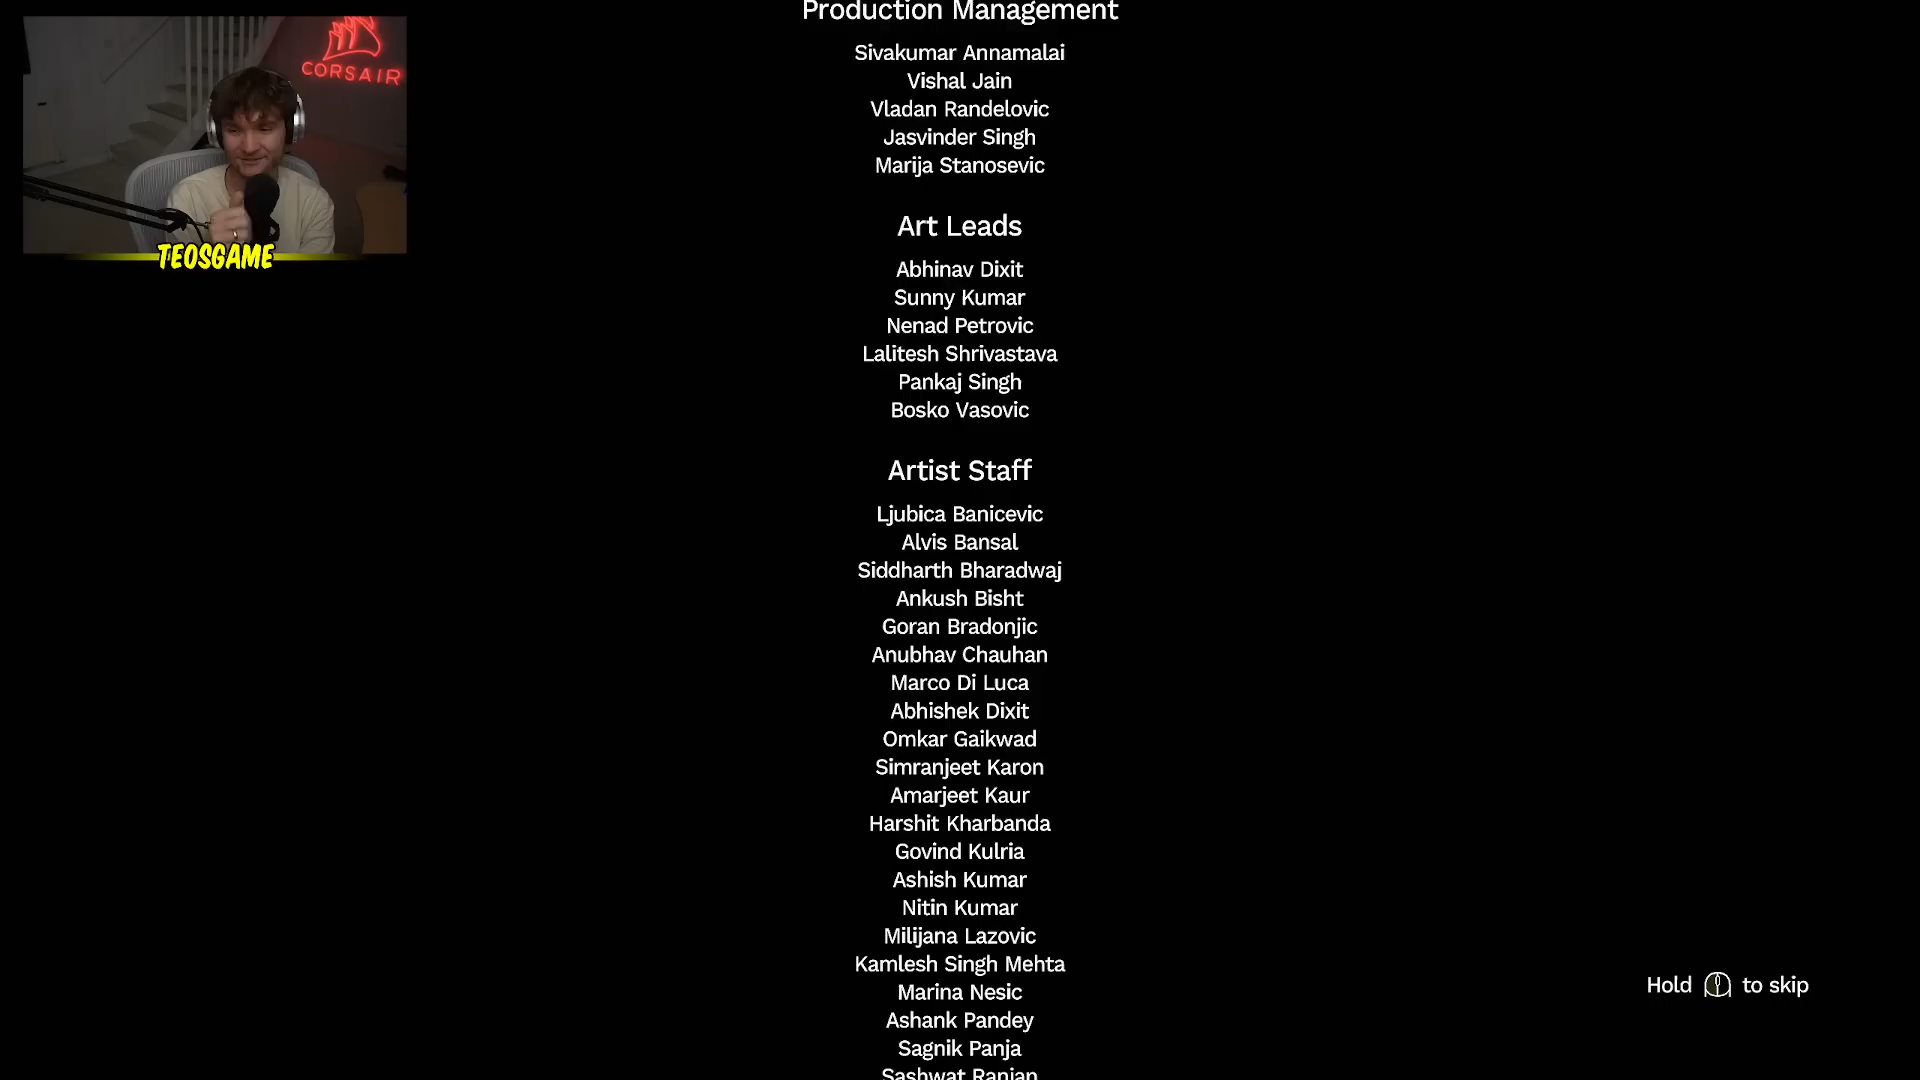 Production Management
Sivakumar Annamalai
Vishal Jain
Vladan Randelovic
Jasvinder Singh
Marija Stanosevic
CORSAIR
TEOSGAME
Art Leads
Abhinav Dixit
Sunny Kumar
Nenad Petrovic
Lalitesh Shrivastava
Pankaj Singh
Bosko Vasovic
Artist Staff
Ljubica Banicevic
Alvis Bansal
Siddharth Bharadwaj
Ankush Bisht
Goran Bradonjic
Anubhav Chauhan
Marco Di Luca
Abhishek Dixit
Omkar Gaikwad
Simranjeet Karon
Amarjeet Kaur
Harshit Kharbanda
Govind Kulria
Ashish Kumar
Nitin Kumar
Milijana Lazovic
Kamlesh Singh Mehta
Marina Nesic
Ashank Pandey
Sagnik Panja
Sashwat Ranjan
Hold to skip